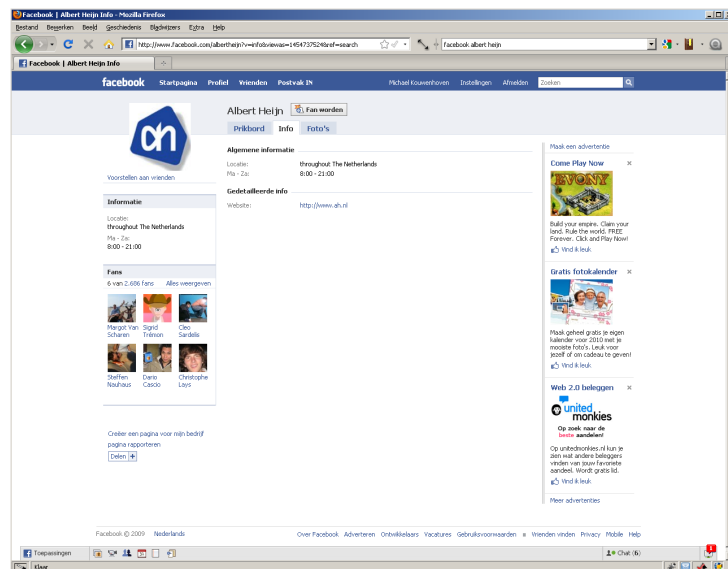 Facebook | Albert Heijn Info - Mozilla Firefox
Bestand Bewerken Beeld Geschiedenis Bladwijzers Extra Help
http://www.facebook.com/albertheijn?v=info&viewas=1454737524&ref=search
facebook albert heijn
Facebook | Albert Heijn Info
facebook Startpagina Profiel Vrienden Postvak IN Michael Kouwenhoven Instellingen Afmelden Zoeken
ah
Voorstellen aan vrienden
Informatie
Locatie:
throughout The Netherlands
Ma - Za:
8:00 - 21:00
Fans
6 van 2.686 fans Alles weergeven
Margot Van Scharen
Sigrid Trémon
Cleo Sardelis
Steffen Nauhaus
Dario Cascio
Christophe Lays
Creëer een pagina voor mijn bedrijf
pagina rapporteren
Delen +
Albert Heijn Fan worden
Prikbord Info Foto's
Algemene informatie
Locatie: throughout The Netherlands
Ma - Za: 8:00 - 21:00
Gedetailleerde info
Website: http://www.ah.nl
Maak een advertentie
Come Play Now
EVONY
Build your empire. Claim your
land. Rule the world. FREE
Forever. Click and Play Now!
Vind ik leuk
Gratis fotokalender
Maak geheel gratis je eigen
kalender voor 2010 met je
mooiste foto's. Leuk voor
jezelf of om cadeau te geven!
Vind ik leuk
Web 2.0 beleggen
united
monkies
Op zoek naar de
beste aandelen!
Op unitedmonkies.nl kun je
zien wat andere beleggers
vinden van jouw favoriete
aandeel. Wordt gratis lid.
Vind ik leuk
Meer advertenties
Facebook © 2009 Nederlands
Over Facebook Adverteren Ontwikkelaars Vacatures Gebruiksvoorwaarden Vrienden vinden Privacy Mobile Help
Toepassingen
Chat (6)
1
Klaar